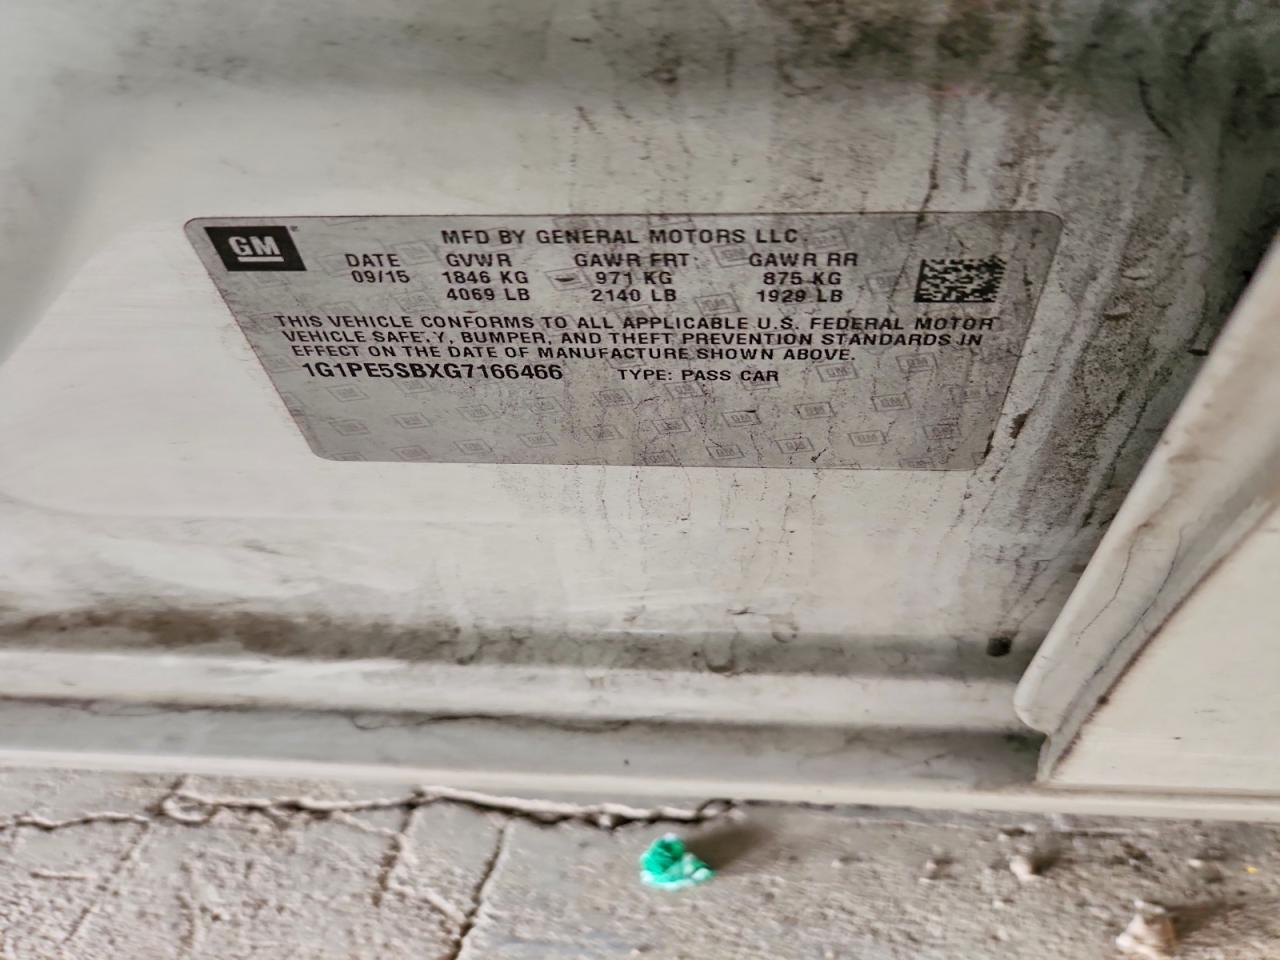 GM
MFD BY GENERAL MOTORS LLC
DATE GVWR GAWR FRT GAWR RR
09/15 1846 KG 971 KG 875 KG
4069 LB 2140 LB 1929 LB
THIS VEHICLE CONFORMS TO ALL APPLICABLE U.S. FEDERAL MOTOR
VEHICLE SAFETY, BUMPER, AND THEFT PREVENTION STANDARDS IN
EFFECT ON THE DATE OF MANUFACTURE SHOWN ABOVE.
1G1PE5SBXG7166466 TYPE: PASS CAR